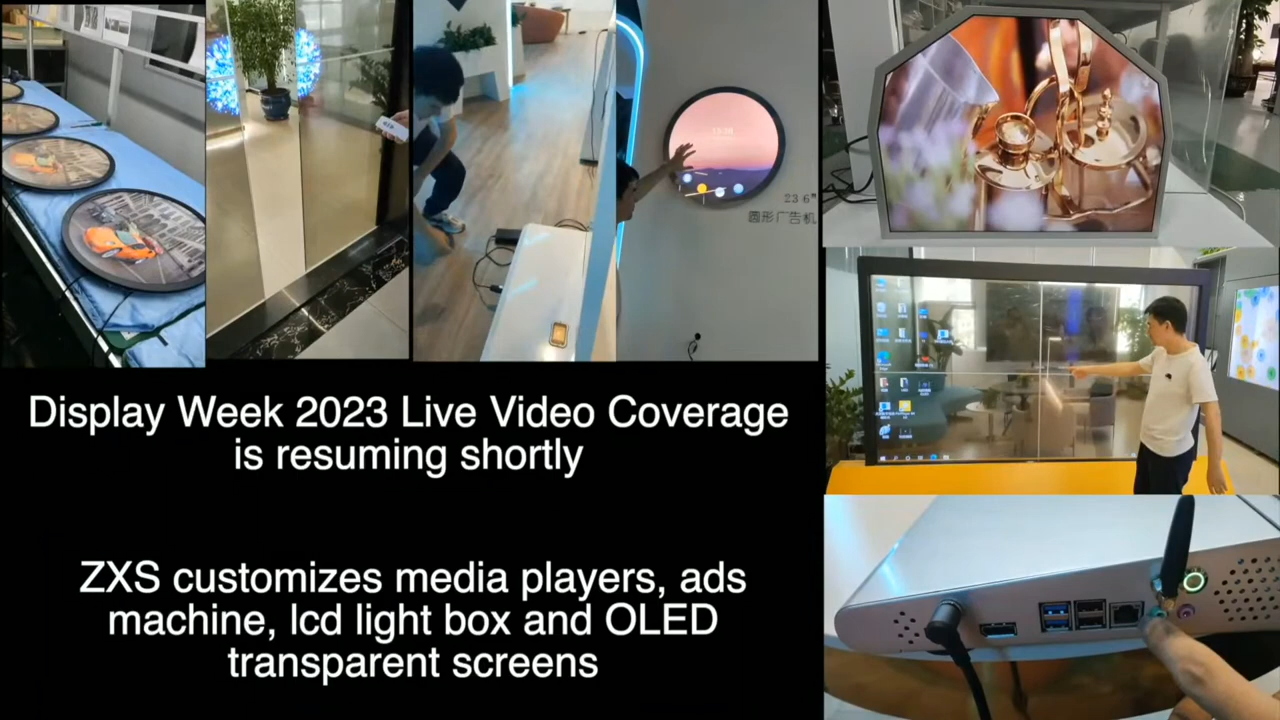 23 6"
圆形广告机
Display Week 2023 Live Video Coverage
is resuming shortly
ZXS customizes media players, ads
machine, lcd light box and OLED
transparent screens